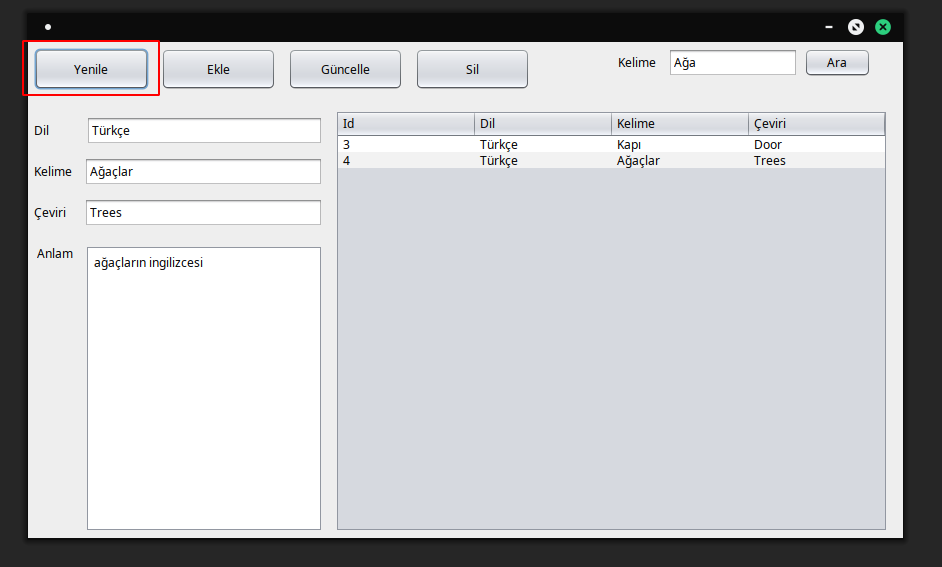 Yenile Ekle Güncelle Sil Kelime Ağa Ara
Dil Türkçe
Kelime Ağaçlar
Çeviri Trees
Anlam ağaçların ingilizcesi
Id Dil Kelime Çeviri
3 Türkçe Kapı Door
4 Türkçe Ağaçlar Trees